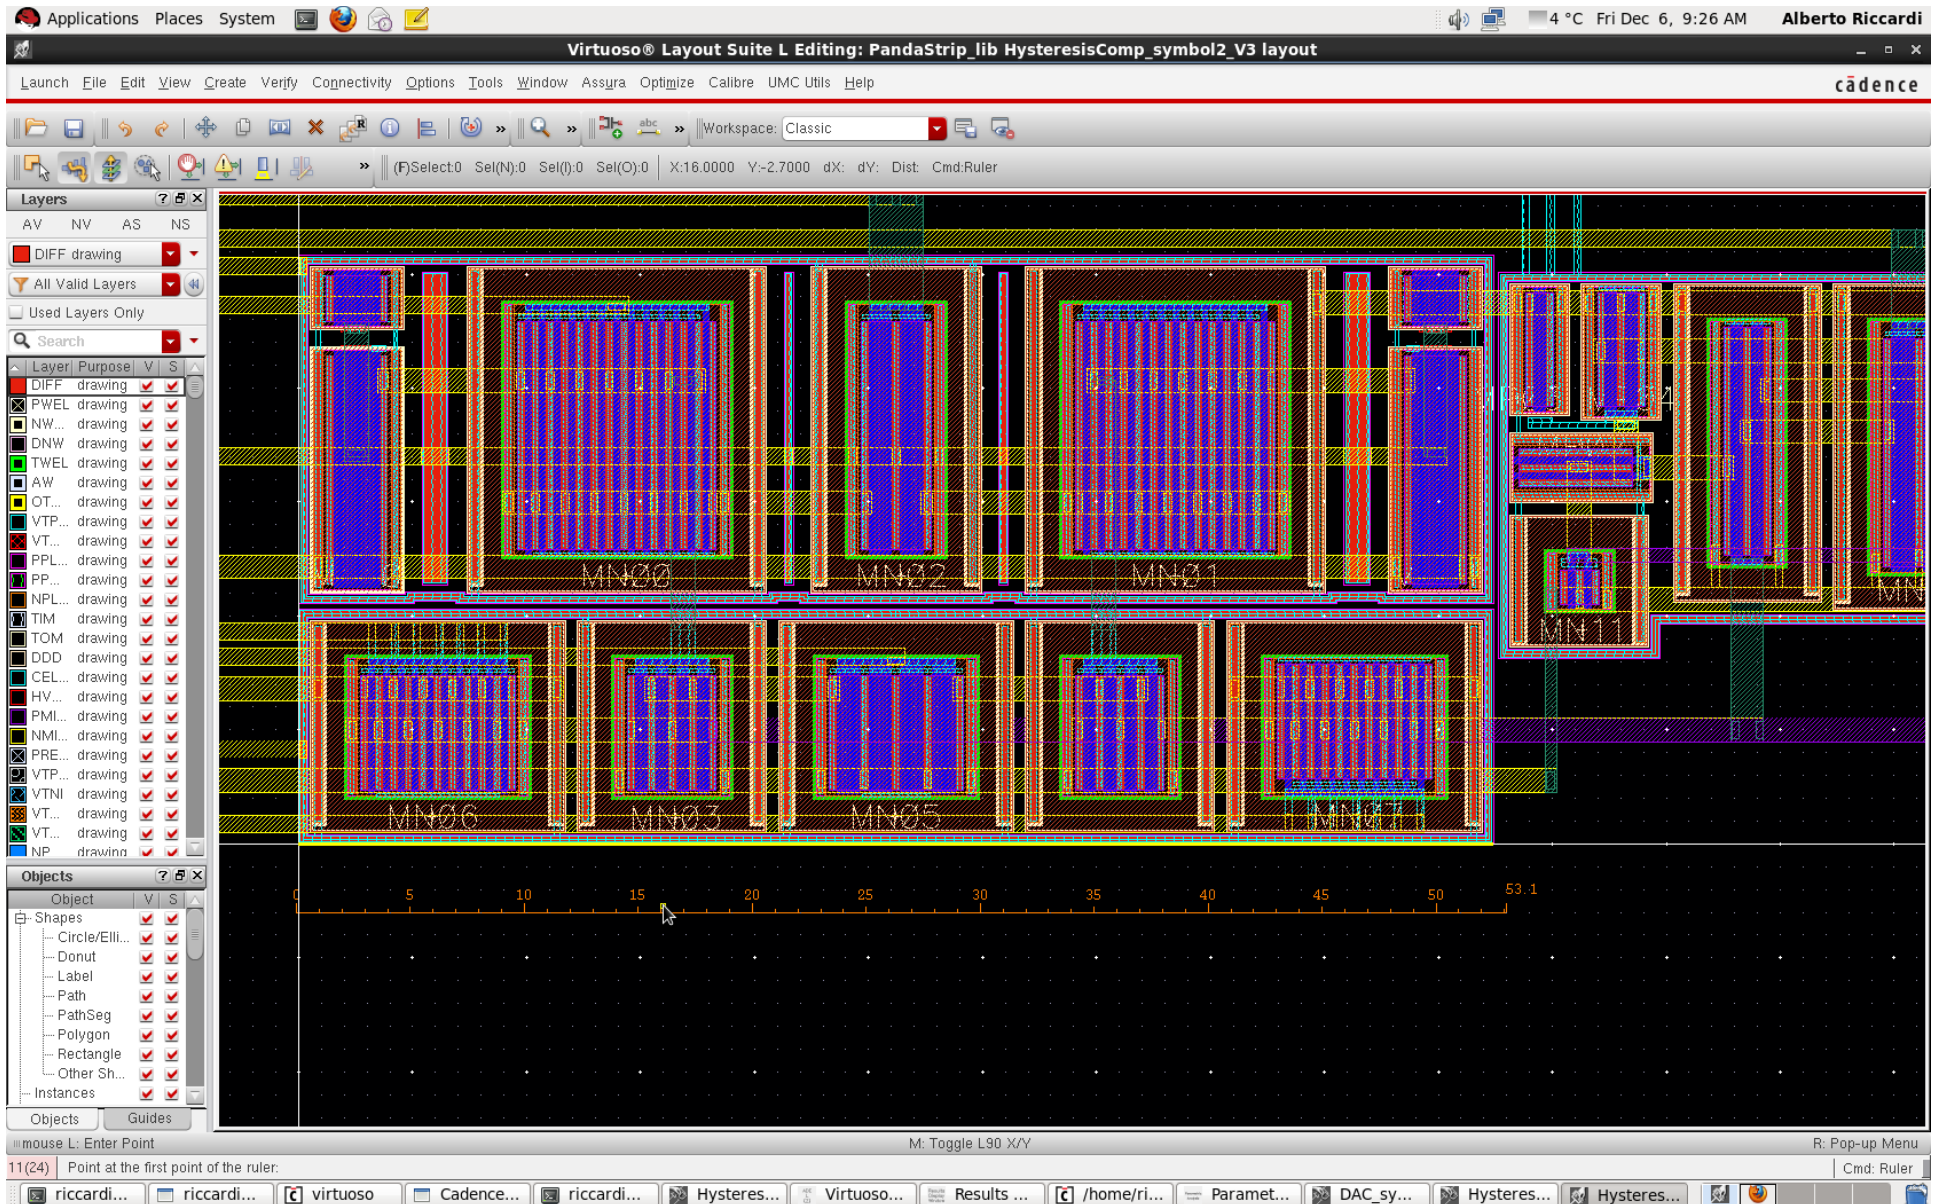 Applications Places System 4 °C Fri Dec 6, 9:26 AM Alberto Riccardi
Virtuoso® Layout Suite L Editing: PandaStrip_lib HysteresisComp_symbol2_V3 layout
Launch File Edit View Create Verify Connectivity Options Tools Window Assura Optimize Calibre UMC Utils Help cādence
» » » Workspace: Classic
» (F)Select:0 Sel(N):0 Sel(I):0 Sel(O):0 X:16.0000 Y:-2.7000 dX: dY: Dist: Cmd:Ruler
Layers
AV NV AS NS
DIFF drawing
All Valid Layers
Used Layers Only
Search
Layer Purpose V S
DIFF drawing
PWEL drawing
NW... drawing
DNW drawing
TWEL drawing
AW drawing
OT... drawing
VTP... drawing
VT... drawing
PPL... drawing
PP... drawing
NPL... drawing
TIM drawing
TOM drawing
DDD drawing
CEL... drawing
HV... drawing
PMI... drawing
NMI... drawing
PRE... drawing
VTP... drawing
VTNI drawing
VT... drawing
VT... drawing
NP drawing
MN00 MN02 MN01
MN11
MN06 MN03 MN05 MN07
0 5 10 15 20 25 30 35 40 45 50 53.1
Objects
Object V S
Shapes
Circle/Elli...
Donut
Label
Path
PathSeg
Polygon
Rectangle
Other Sh...
Instances
Objects Guides
mouse L: Enter Point M: Toggle L90 X/Y R: Pop-up Menu
11(24) Point at the first point of the ruler: Cmd: Ruler
riccardi... riccardi... virtuoso Cadence... riccardi... Hysteres... Virtuoso... Results ... /home/ri... Paramet... DAC_sy... Hysteres... Hysteres...